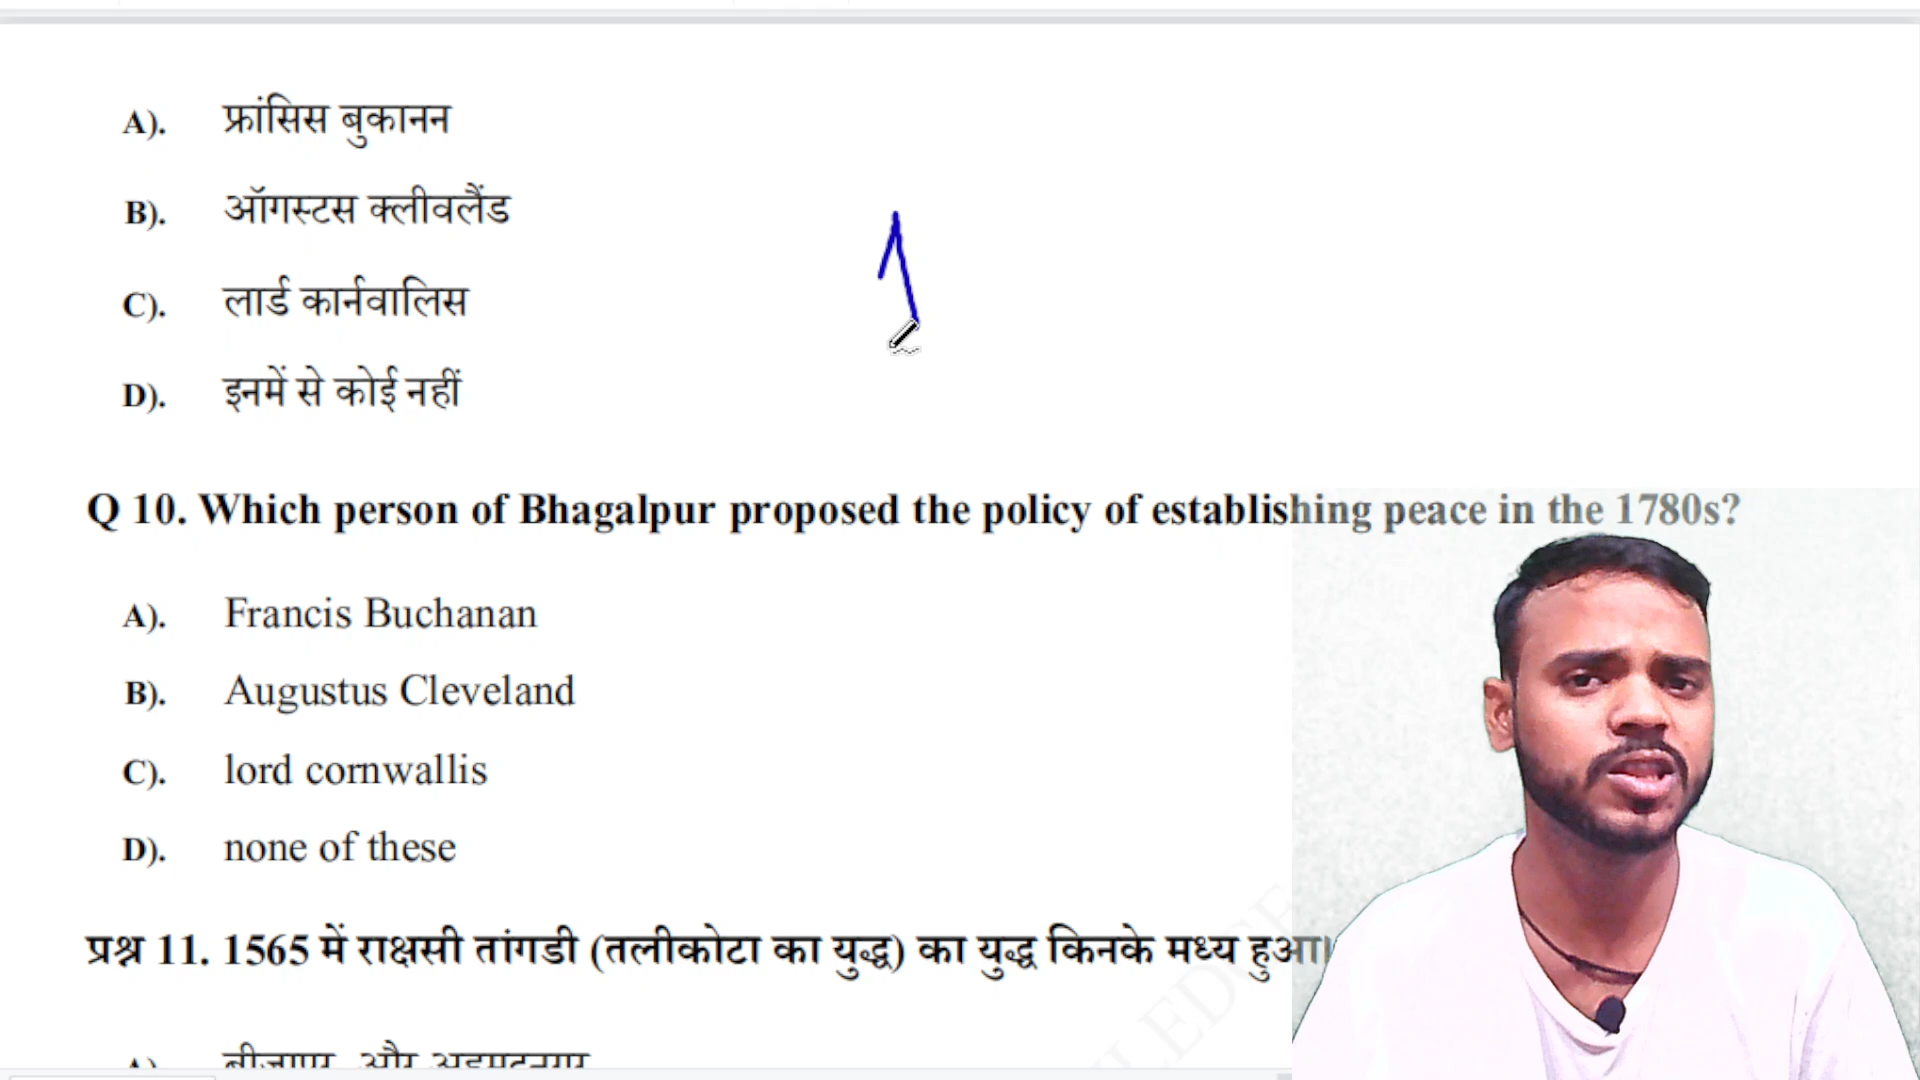 A). फ्रांसिस बुकानन
B). ऑगस्टस क्लीवलैंड
C). लार्ड कार्नवालिस
D). इनमें से कोई नहीं
Q 10. Which person of Bhagalpur proposed the policy of establishing peace in the 1780s?
A). Francis Buchanan
B). Augustus Cleveland
C). lord cornwallis
D). none of these
प्रश्न 11. 1565 में राक्षसी तांगडी (तलीकोटा का युद्ध) का युद्ध किनके मध्य हुआ।
A) बीजापुर और अहमदनगर